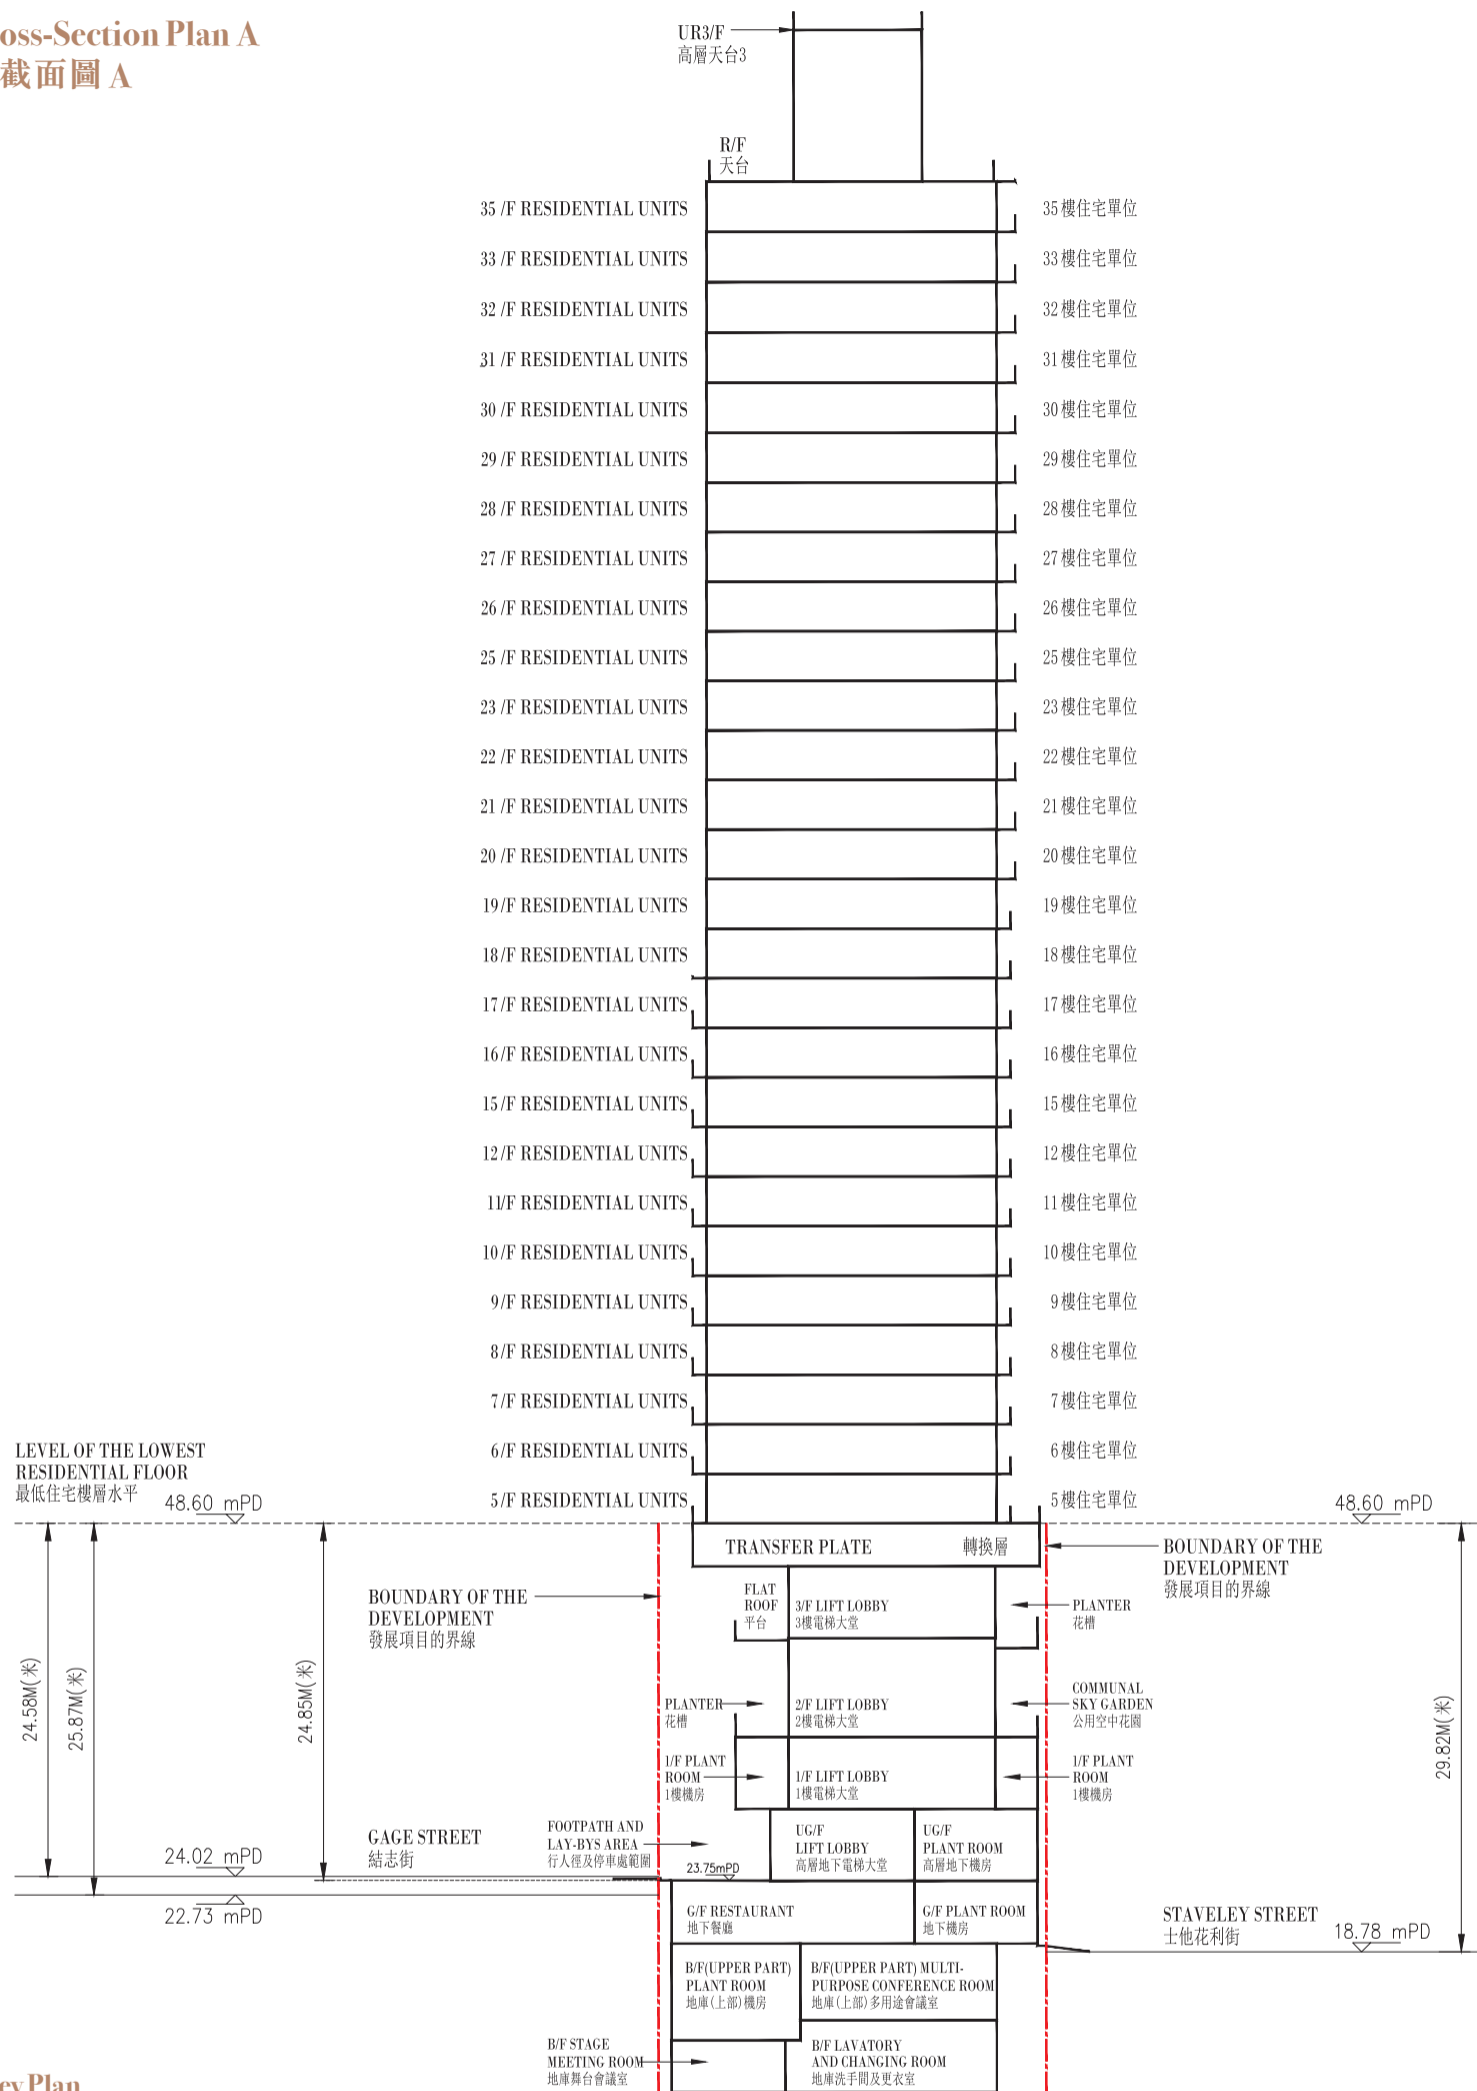 oss-Section Plan A
截面圖 A
UR3/F
高層天台3
R/F
天台
35 /F RESIDENTIAL UNITS
35樓住宅單位
33 /F RESIDENTIAL UNITS
33樓住宅單位
32 /F RESIDENTIAL UNITS
32樓住宅單位
31 /F RESIDENTIAL UNITS
31樓住宅單位
30 /F RESIDENTIAL UNITS
30樓住宅單位
29 /F RESIDENTIAL UNITS
29樓住宅單位
28 /F RESIDENTIAL UNITS
28樓住宅單位
27 /F RESIDENTIAL UNITS
27樓住宅單位
26 /F RESIDENTIAL UNITS
26樓住宅單位
25 /F RESIDENTIAL UNITS
25樓住宅單位
23 /F RESIDENTIAL UNITS
23樓住宅單位
22 /F RESIDENTIAL UNITS
22樓住宅單位
21 /F RESIDENTIAL UNITS
21樓住宅單位
20 /F RESIDENTIAL UNITS
20樓住宅單位
19/F RESIDENTIAL UNITS
19樓住宅單位
18/F RESIDENTIAL UNITS
18樓住宅單位
17/F RESIDENTIAL UNITS
17樓住宅單位
16/F RESIDENTIAL UNITS
16樓住宅單位
15/F RESIDENTIAL UNITS
15樓住宅單位
12/F RESIDENTIAL UNITS
12樓住宅單位
11/F RESIDENTIAL UNITS
11樓住宅單位
10/F RESIDENTIAL UNITS
10樓住宅單位
9/F RESIDENTIAL UNITS
9樓住宅單位
8/F RESIDENTIAL UNITS
8樓住宅單位
7/F RESIDENTIAL UNITS
7樓住宅單位
6/F RESIDENTIAL UNITS
6樓住宅單位
5/F RESIDENTIAL UNITS
5樓住宅單位
LEVEL OF THE LOWEST
RESIDENTIAL FLOOR
最低住宅樓層水平
48.60 mPD
48.60 mPD
TRANSFER PLATE 轉換層
BOUNDARY OF THE
DEVELOPMENT
發展項目的界線
BOUNDARY OF THE
DEVELOPMENT
發展項目的界線
FLAT
ROOF
平台
3/F LIFT LOBBY
3樓電梯大堂
PLANTER
花槽
24.58M(米)
25.87M(米)
24.85M(米)
29.82M(米)
PLANTER
花槽
2/F LIFT LOBBY
2樓電梯大堂
COMMUNAL
SKY GARDEN
公用空中花園
1/F PLANT
ROOM
1樓機房
1/F LIFT LOBBY
1樓電梯大堂
1/F PLANT
ROOM
1樓機房
GAGE STREET
結志街
24.02 mPD
22.73 mPD
FOOTPATH AND
LAY-BYS AREA
行人徑及停車處範圍
23.75mPD
UG/F
LIFT LOBBY
高層地下電梯大堂
UG/F
PLANT ROOM
高層地下機房
G/F RESTAURANT
地下餐廳
G/F PLANT ROOM
地下機房
STAVELEY STREET
士他花利街
18.78 mPD
B/F(UPPER PART)
PLANT ROOM
地庫(上部)機房
B/F(UPPER PART) MULTI-
PURPOSE CONFERENCE ROOM
地庫(上部)多用途會議室
B/F STAGE
MEETING ROOM
地庫舞台會議室
B/F LAVATORY
AND CHANGING ROOM
地庫洗手間及更衣室
ey Plan